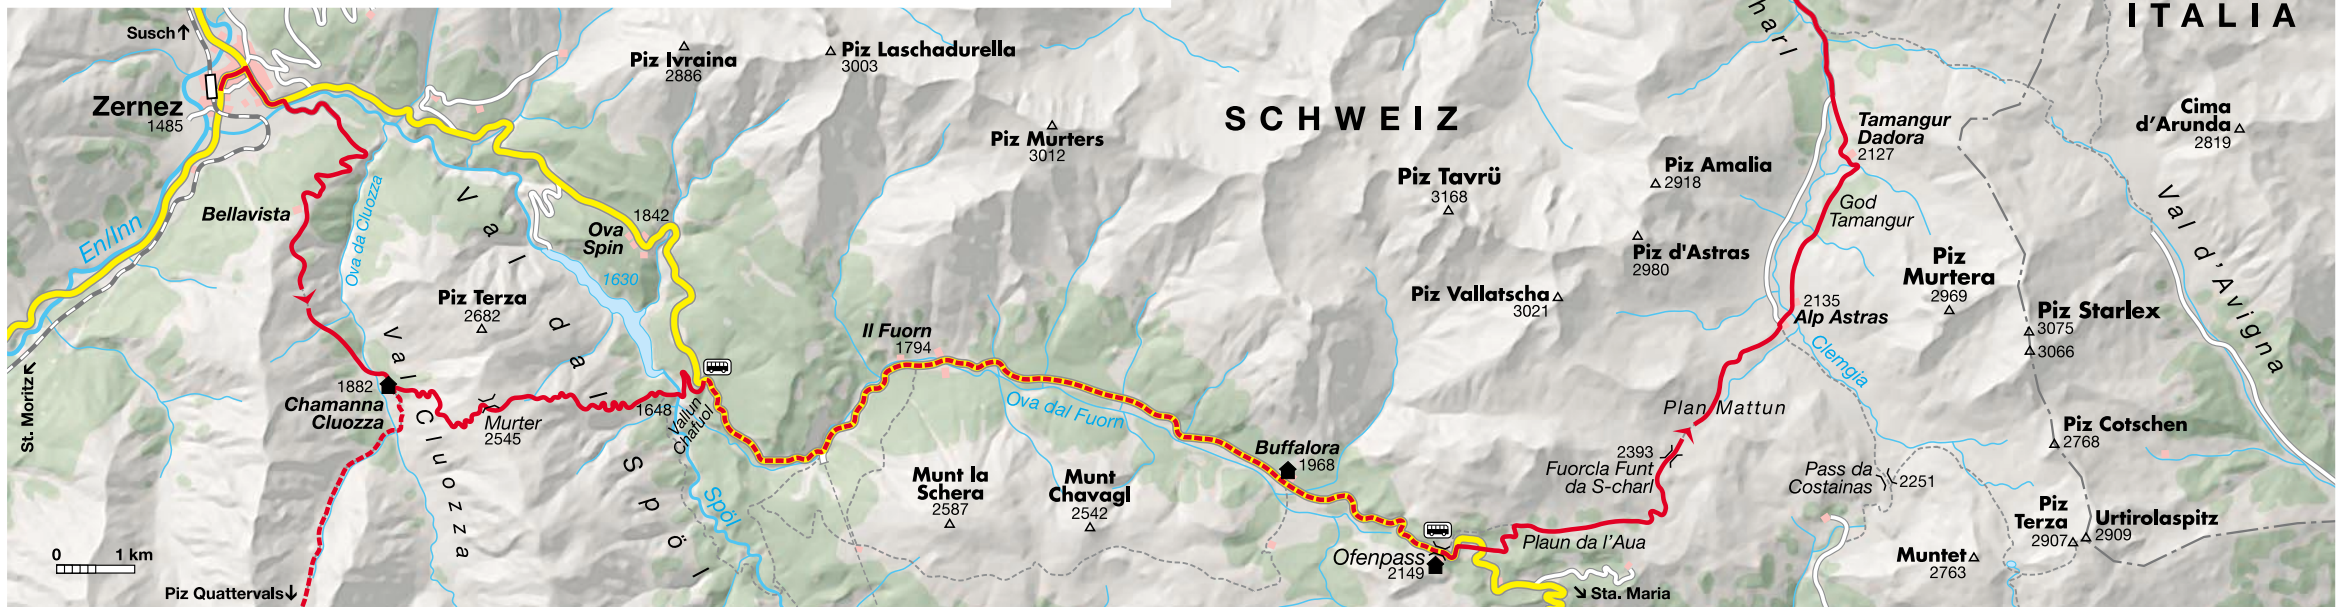 Susch
Zernez
1485
Bellavista
En/Inn
St. Moritz
Ova da Cluozza
Piz Terza
2682
1882
Chamanna
Cluozza
Val Cluozza
Murter
2545
0 1 km
Piz Quattervals
Piz Ivraina
2886
Piz Laschadurella
3003
Piz Murters
3012
Val dal Spöl
Ova
Spin
1842
1630
1648
Vallun
Chafuol
Spöl
Il Fuorn
1794
Ova dal Fuorn
Munt la
Schera
2587
Munt
Chavagl
2542
Buffalora
1968
Ofenpass
2149
Sta. Maria
Plaun da l'Aua
2393
Fuorcla Funt
da S-charl
Plan Mattun
SCHWEIZ
Piz Tavrü
3168
Piz Vallatscha
3021
Piz Amalia
2918
Piz d'Astras
2980
harl
Tamangur
Dadora
2127
God
Tamangur
2135
Alp Astras
Clemgia
Piz
Murtera
2969
Pass da
Costainas
2251
Piz Starlex
3075
3066
Piz Cotschen
2768
Piz
Terza
2907
Urtirolaspitz
2909
Muntet
2763
ITALIA
Cima
d'Arunda
2819
Val d'Avigna